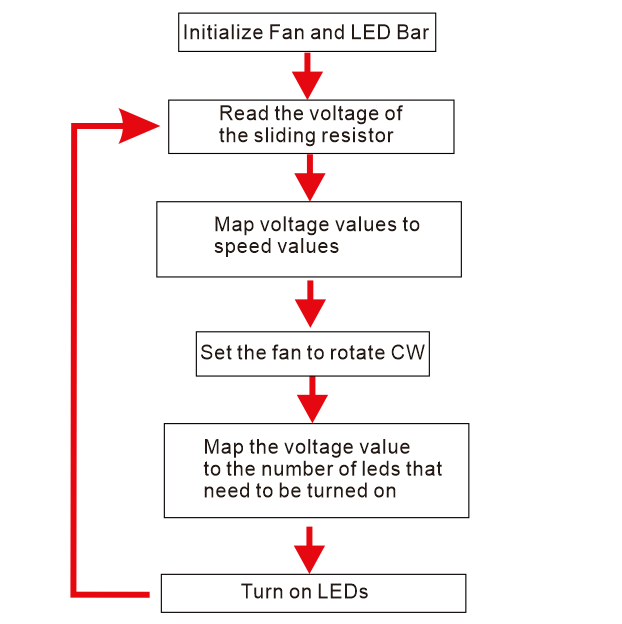 Initialize Fan and LED Bar
Read the voltage of
the sliding resistor
Map voltage values to
speed values
Set the fan to rotate CW
Map the voltage value
to the number of leds that
need to be turned on
Turn on LEDs